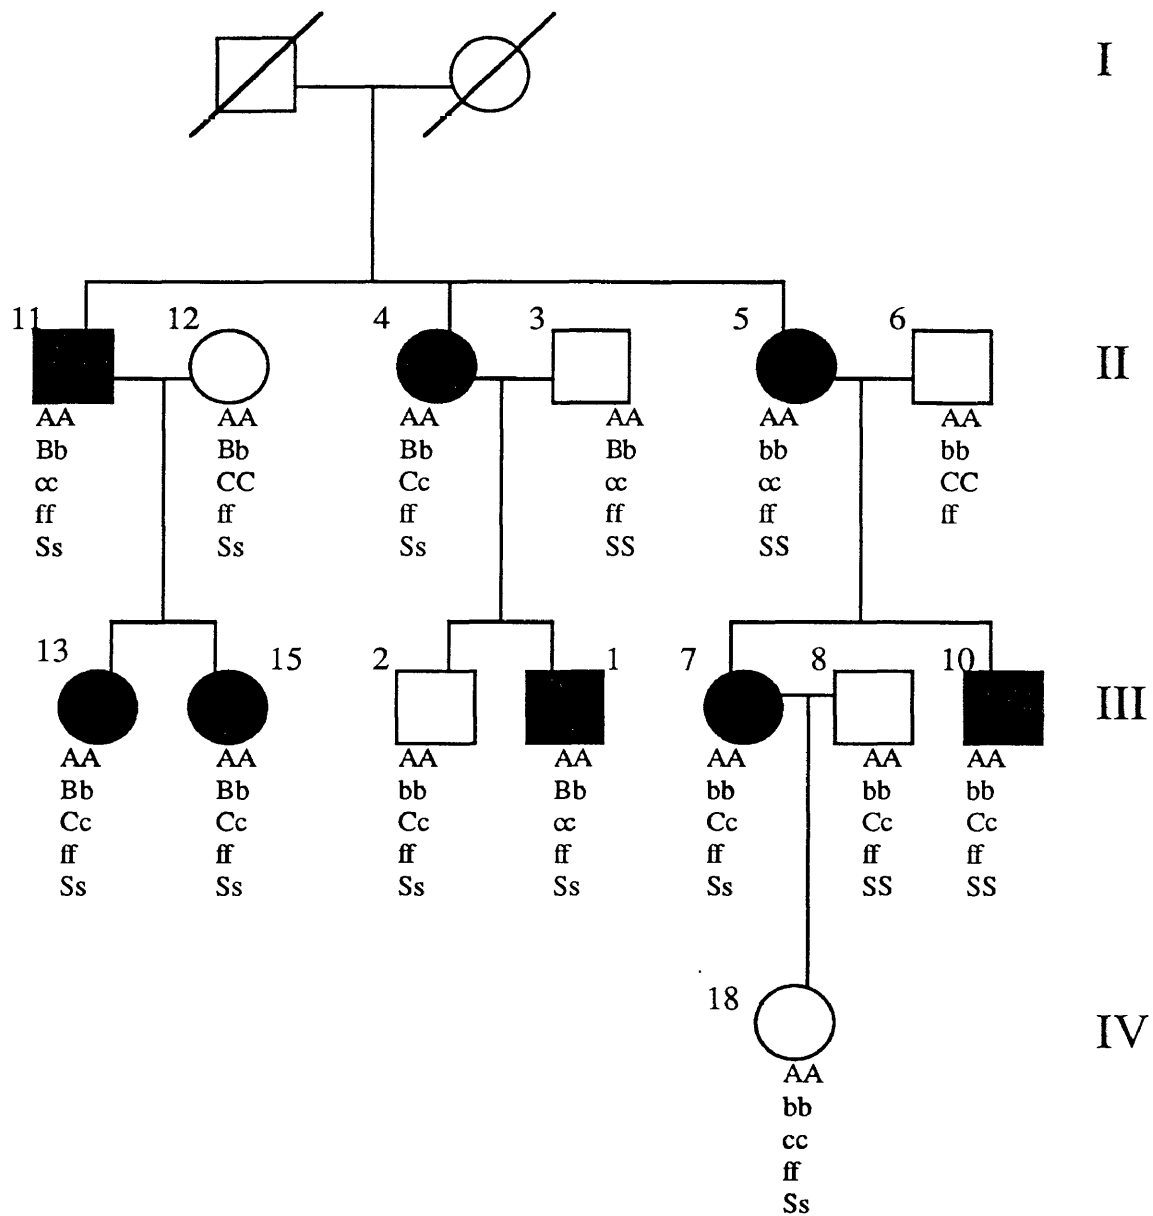 I
11 12 4 3 5 6 II
AA AA AA AA AA AA
Bb Bb Bb Bb bb bb
cc CC Cc cc cc CC
ff ff ff ff ff ff
Ss Ss Ss SS SS
13 15 2 1 7 8 10 III
AA AA AA AA AA AA AA
Bb Bb bb Bb bb bb bb
Cc Cc Cc cc Cc Cc Cc
ff ff ff ff ff ff ff
Ss Ss Ss Ss Ss SS SS
18 IV
AA
bb
cc
ff
Ss